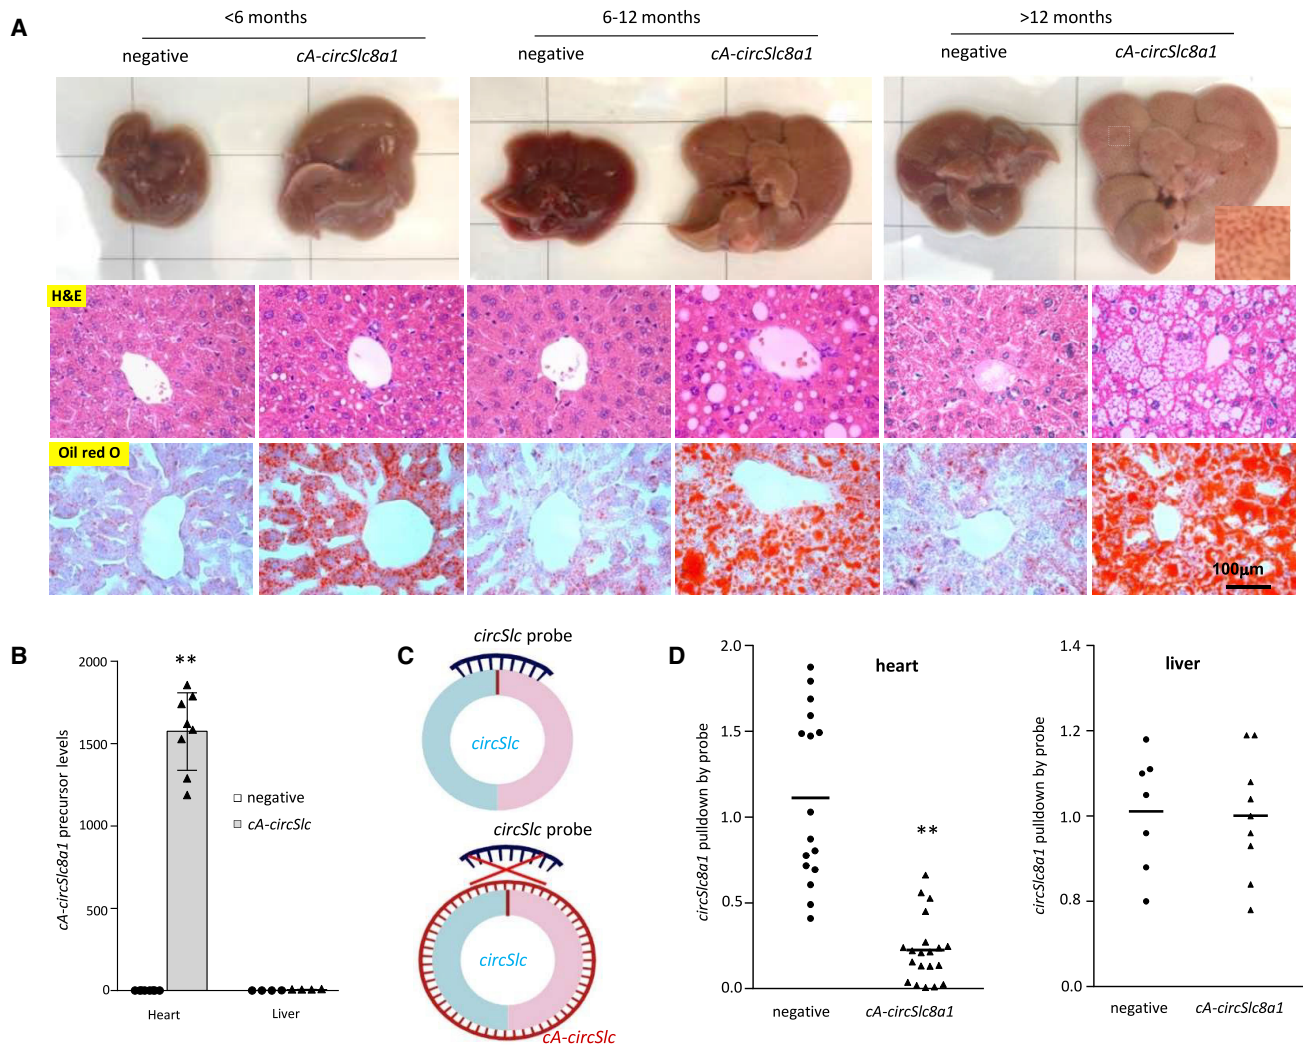 A
<6 months
6-12 months
>12 months
negative
cA-circSlc8a1
negative
cA-circSlc8a1
negative
cA-circSlc8a1
H&E
Oil red O
100μm
B
cA-circSlc8a1 precursor levels
2000
1500
1000
500
0
**
negative
cA-circSlc
Heart
Liver
C
circSlc probe
circSlc
circSlc probe
circSlc
cA-circSlc
D
circSlc8a1 pulldown by probe
2.0
1.5
1.0
0.5
0.0
heart
**
negative
cA-circSlc8a1
circSlc8a1 pulldown by probe
1.4
1.2
1.0
0.8
0.0
liver
negative
cA-circSlc8a1